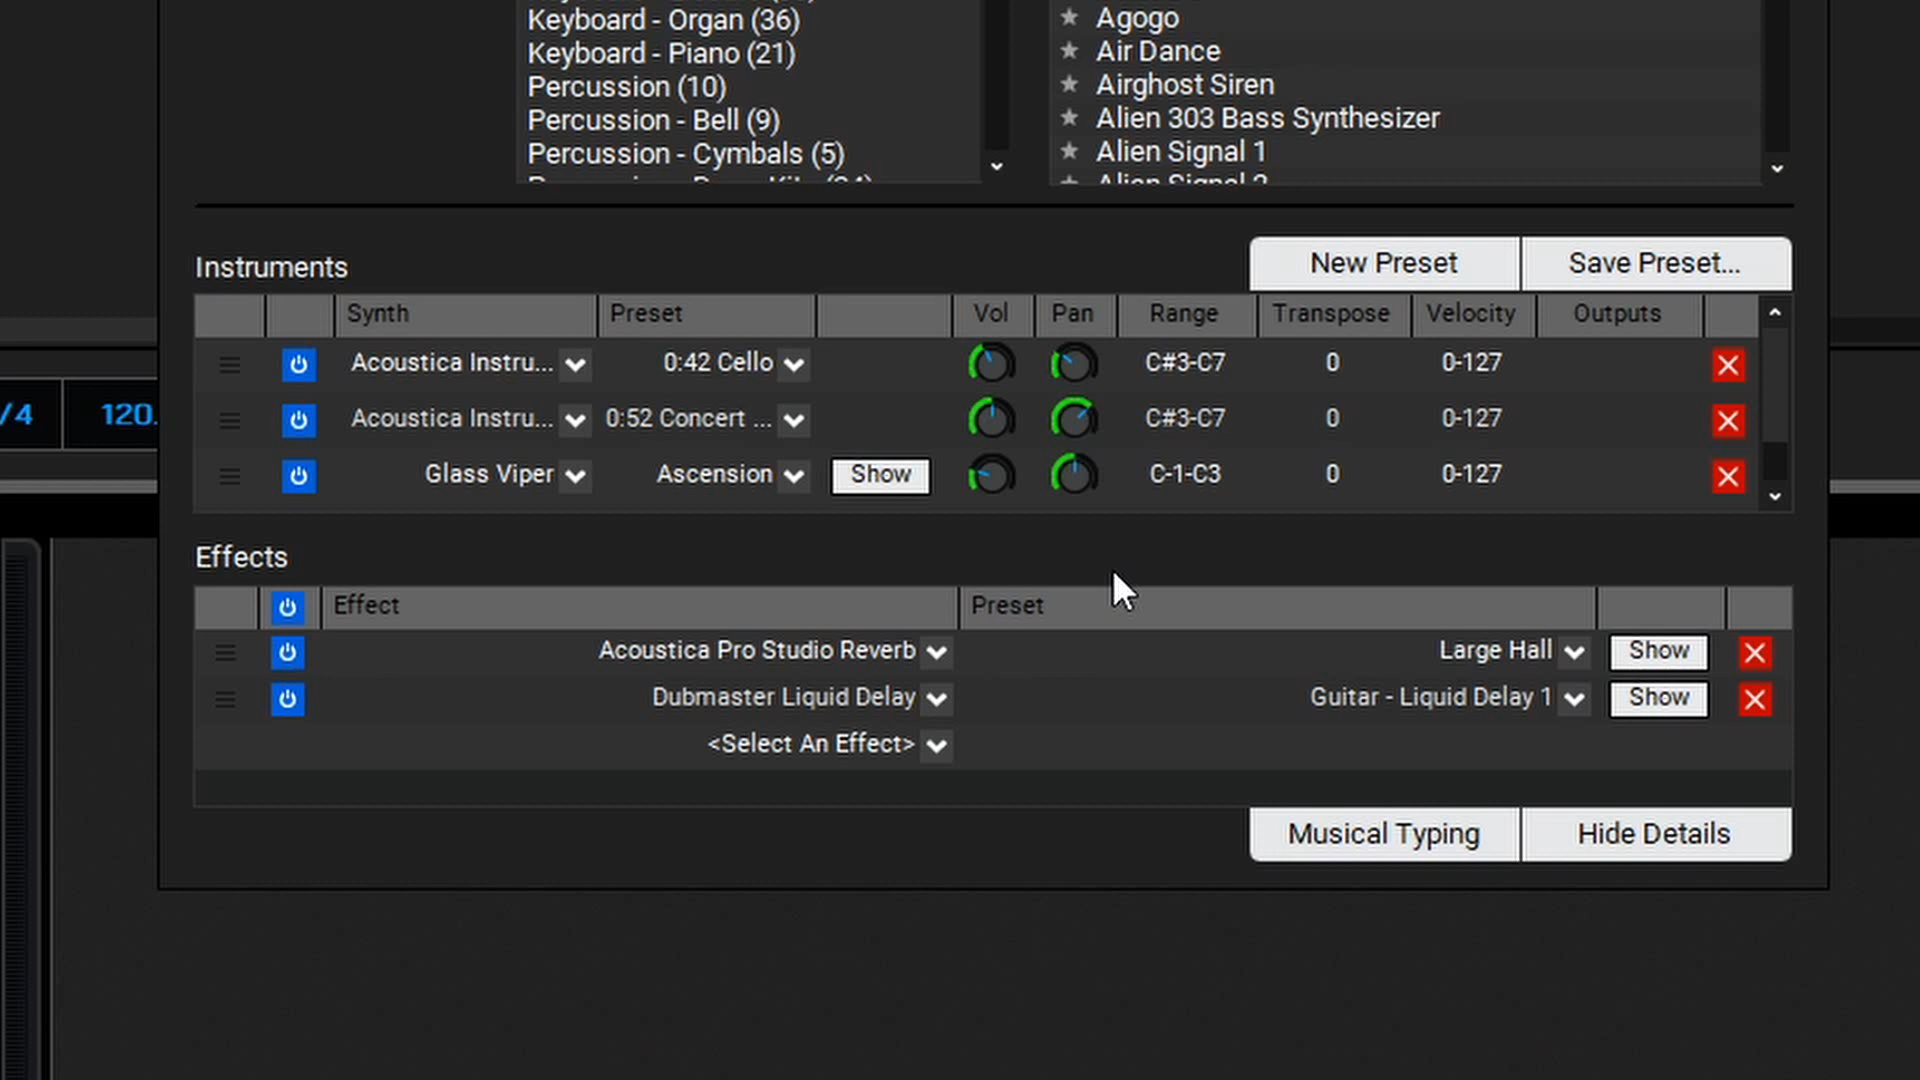 Keyboard - Organ (36)
Keyboard - Piano (21)
Percussion (10)
Percussion - Bell (9)
Percussion - Cymbals (5)
Agogo
Air Dance
Airghost Siren
Alien 303 Bass Synthesizer
Alien Signal 1
Alien Signal 2
Instruments
New Preset
Save Preset...
Synth Preset Vol Pan Range Transpose Velocity Outputs
Acoustica Instru... 0:42 Cello C#3-C7 0 0-127
Acoustica Instru... 0:52 Concert ... C#3-C7 0 0-127
Glass Viper Ascension Show C-1-C3 0 0-127
/4 120.
Effects
Effect Preset
Acoustica Pro Studio Reverb Large Hall Show
Dubmaster Liquid Delay Guitar - Liquid Delay 1 Show
<Select An Effect>
Musical Typing
Hide Details